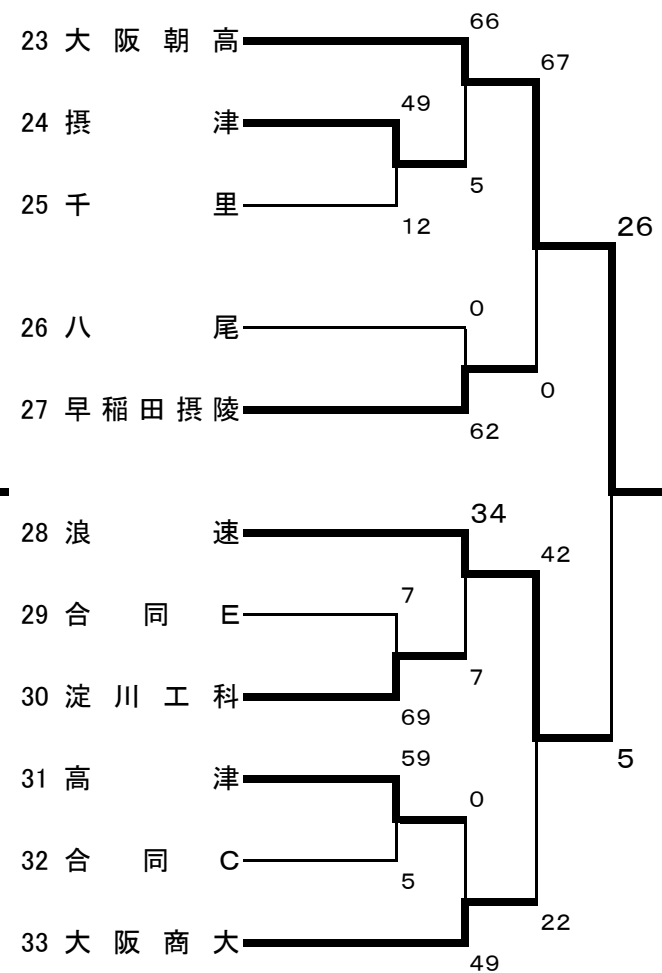 66
23 大阪朝高
67
49
24 摂津
5
25 千里
12
26
0
26 八尾
0
27 早稲田摂陵
62
34
28 浪速
42
7
29 合同E
7
30 淀川工科
69
5
59
31 高津
0
32 合同C
5
22
33 大阪商大
49